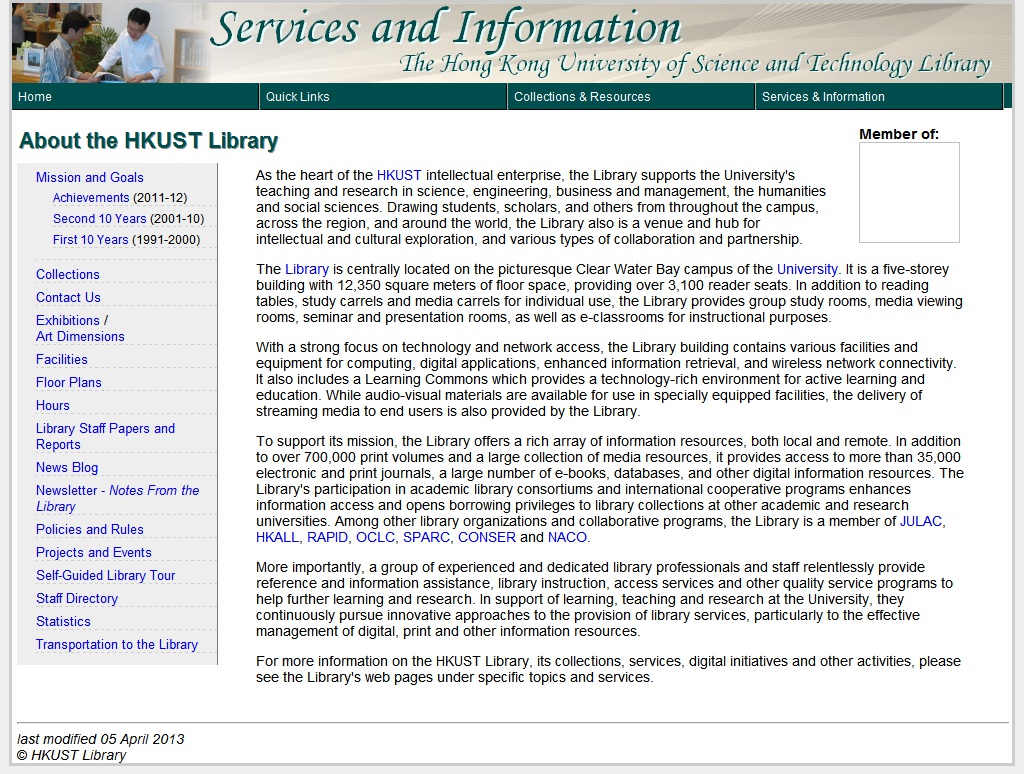 Services and Information
The Hong Kong University of Science and Technology Library
Home
Quick Links
Collections & Resources
Services & Information
About the HKUST Library
Member of:
Mission and Goals
Achievements (2011-12)
Second 10 Years (2001-10)
First 10 Years (1991-2000)
Collections
Contact Us
Exhibitions /
Art Dimensions
Facilities
Floor Plans
Hours
Library Staff Papers and
Reports
News Blog
Newsletter - Notes From the
Library
Policies and Rules
Projects and Events
Self-Guided Library Tour
Staff Directory
Statistics
Transportation to the Library
As the heart of the HKUST intellectual enterprise, the Library supports the University's
teaching and research in science, engineering, business and management, the humanities
and social sciences. Drawing students, scholars, and others from throughout the campus,
across the region, and around the world, the Library also is a venue and hub for
intellectual and cultural exploration, and various types of collaboration and partnership.
The Library is centrally located on the picturesque Clear Water Bay campus of the University. It is a five-storey
building with 12,350 square meters of floor space, providing over 3,100 reader seats. In addition to reading
tables, study carrels and media carrels for individual use, the Library provides group study rooms, media viewing
rooms, seminar and presentation rooms, as well as e-classrooms for instructional purposes.
With a strong focus on technology and network access, the Library building contains various facilities and
equipment for computing, digital applications, enhanced information retrieval, and wireless network connectivity.
It also includes a Learning Commons which provides a technology-rich environment for active learning and
education. While audio-visual materials are available for use in specially equipped facilities, the delivery of
streaming media to end users is also provided by the Library.
To support its mission, the Library offers a rich array of information resources, both local and remote. In addition
to over 700,000 print volumes and a large collection of media resources, it provides access to more than 35,000
electronic and print journals, a large number of e-books, databases, and other digital information resources. The
Library's participation in academic library consortiums and international cooperative programs enhances
information access and opens borrowing privileges to library collections at other academic and research
universities. Among other library organizations and collaborative programs, the Library is a member of JULAC,
HKALL, RAPID, OCLC, SPARC, CONSER and NACO.
More importantly, a group of experienced and dedicated library professionals and staff relentlessly provide
reference and information assistance, library instruction, access services and other quality service programs to
help further learning and research. In support of learning, teaching and research at the University, they
continuously pursue innovative approaches to the provision of library services, particularly to the effective
management of digital, print and other information resources.
For more information on the HKUST Library, its collections, services, digital initiatives and other activities, please
see the Library's web pages under specific topics and services.
last modified 05 April 2013
© HKUST Library